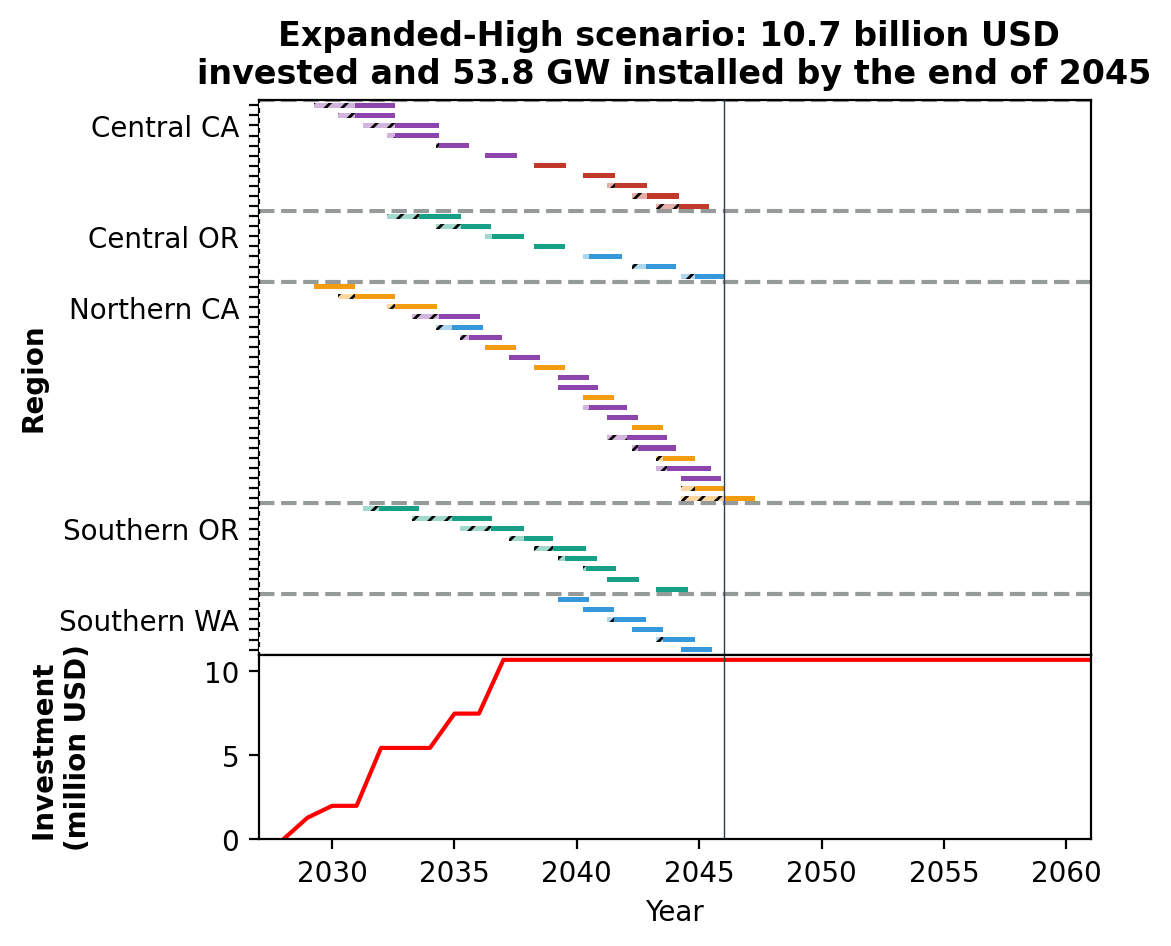 Expanded-High scenario: 10.7 billion USD
invested and 53.8 GW installed by the end of 2045
Central CA
Central OR
Northern CA
Southern OR
Southern WA
Region
10
5
0
Investment
(million USD)
2030 2035 2040 2045 2050 2055 2060
Year